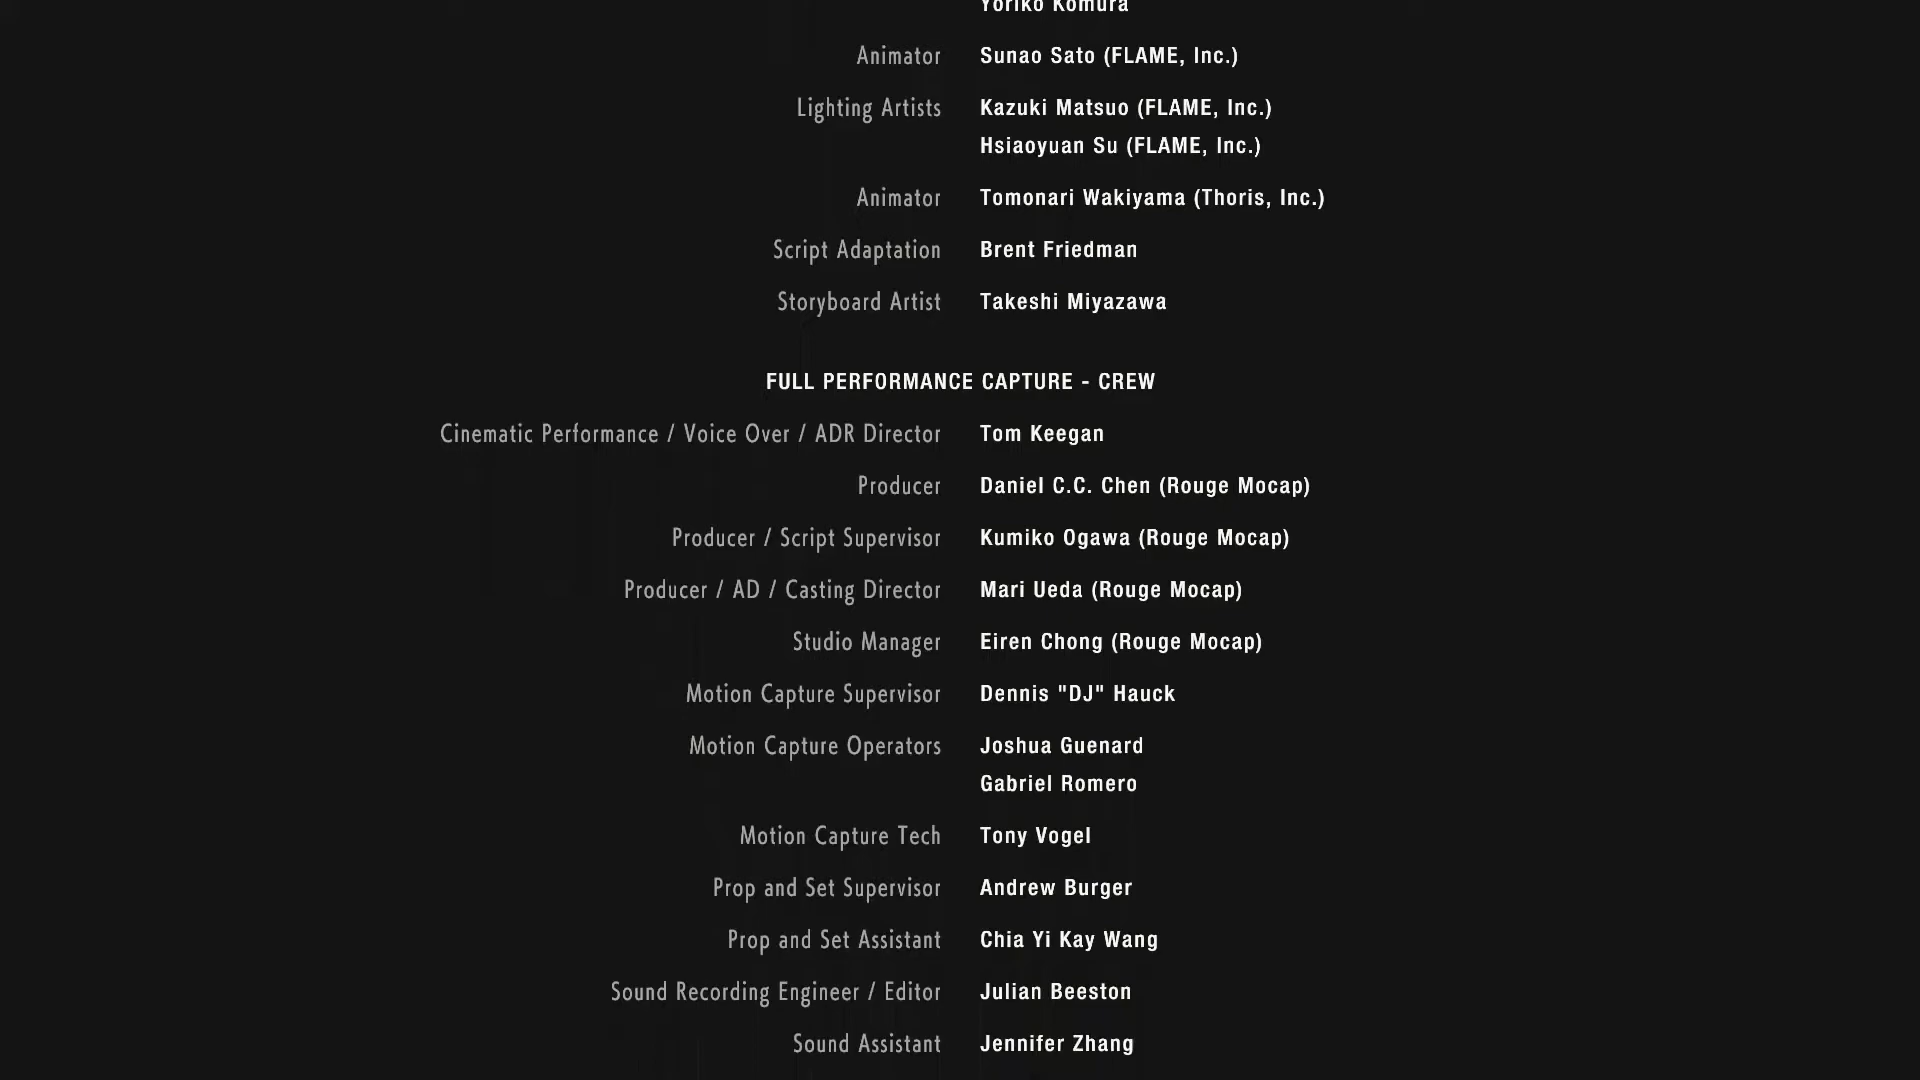 Yoriko Komura
Animator Sunao Sato (FLAME, Inc.)
Lighting Artists Kazuki Matsuo (FLAME, Inc.)
Hsiaoyuan Su (FLAME, Inc.)
Animator Tomonari Wakiyama (Thoris, Inc.)
Script Adaptation Brent Friedman
Storyboard Artist Takeshi Miyazawa
FULL PERFORMANCE CAPTURE - CREW
Cinematic Performance / Voice Over / ADR Director Tom Keegan
Producer Daniel C.C. Chen (Rouge Mocap)
Producer / Script Supervisor Kumiko Ogawa (Rouge Mocap)
Producer / AD / Casting Director Mari Ueda (Rouge Mocap)
Studio Manager Eiren Chong (Rouge Mocap)
Motion Capture Supervisor Dennis "DJ" Hauck
Motion Capture Operators Joshua Guenard
Gabriel Romero
Motion Capture Tech Tony Vogel
Prop and Set Supervisor Andrew Burger
Prop and Set Assistant Chia Yi Kay Wang
Sound Recording Engineer / Editor Julian Beeston
Sound Assistant Jennifer Zhang